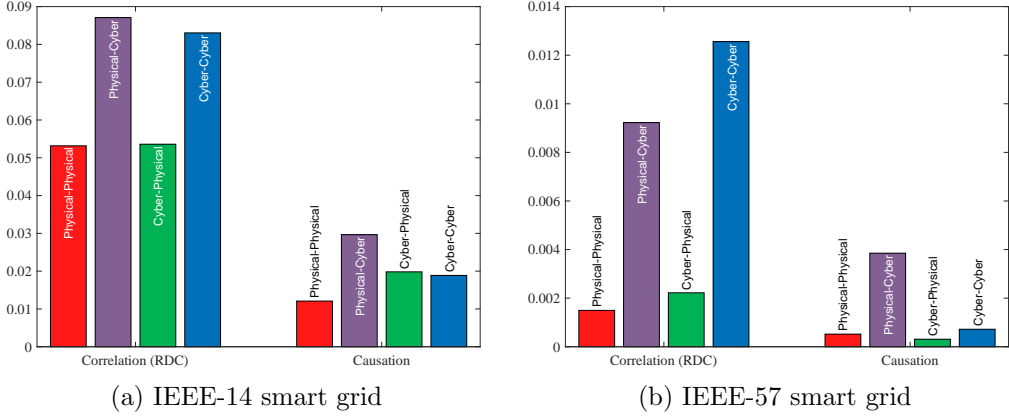 0.09
0.08
0.07
0.06
0.05
0.04
0.03
0.02
0.01
0
Physical-Physical
Physical-Cyber
Cyber-Physical
Cyber-Cyber
Physical-Physical
Physical-Cyber
Cyber-Physical
Cyber-Cyber
Correlation (RDC)
Causation
(a) IEEE-14 smart grid
0.014
0.012
0.01
0.008
0.006
0.004
0.002
0
Physical-Physical
Physical-Cyber
Cyber-Physical
Cyber-Cyber
Physical-Physical
Physical-Cyber
Cyber-Physical
Cyber-Cyber
Correlation (RDC)
Causation
(b) IEEE-57 smart grid